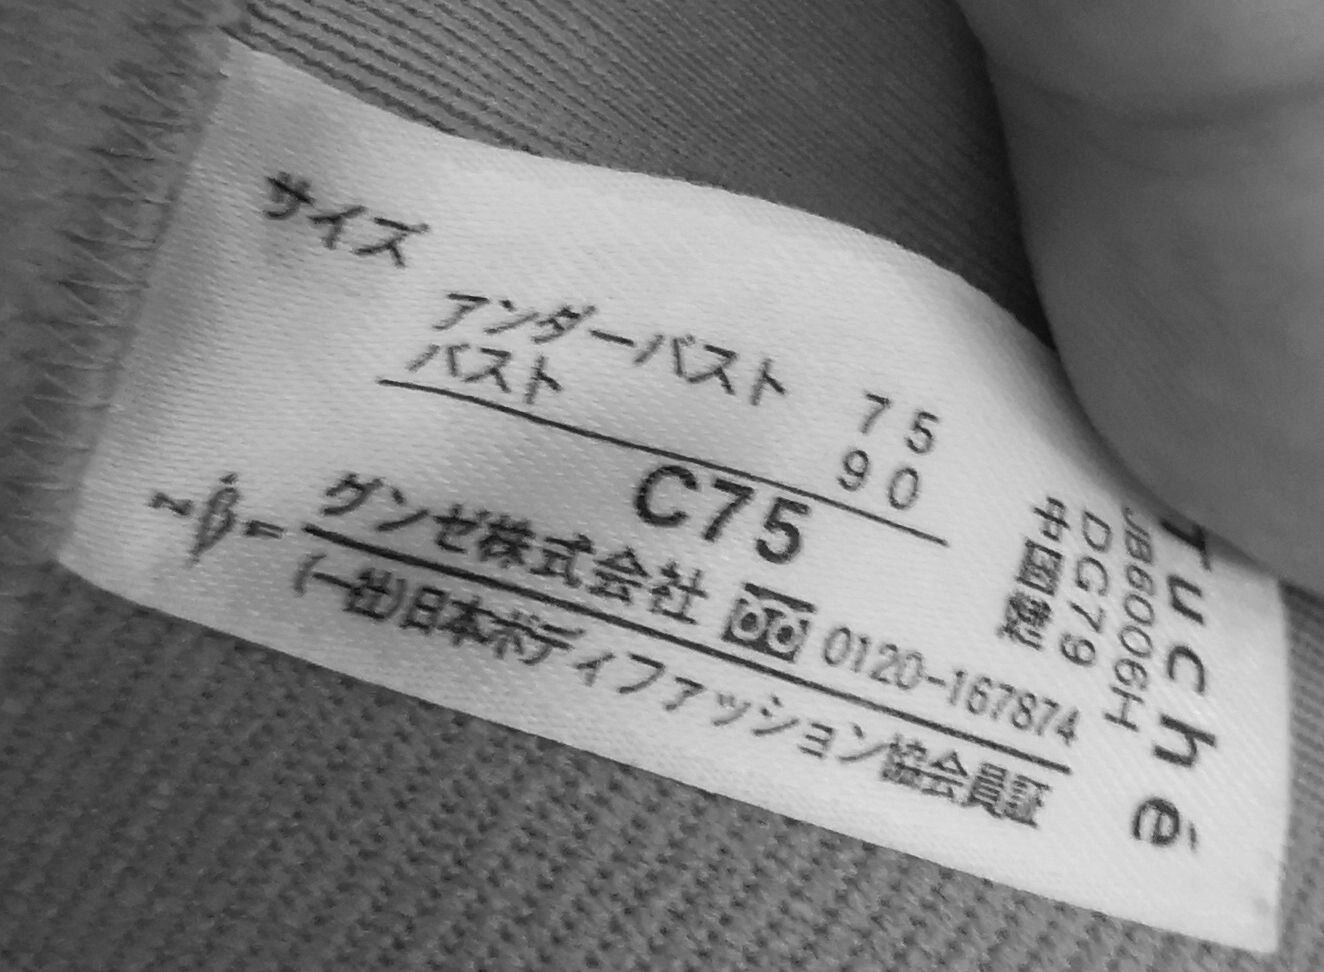 サイズ
アンダーバスト 75
バスト 90
C75
グンゼ株式会社 0120-167874
(一社)日本ボディファッション協会会員証
Tuché
JB6006H
DG79
中国製